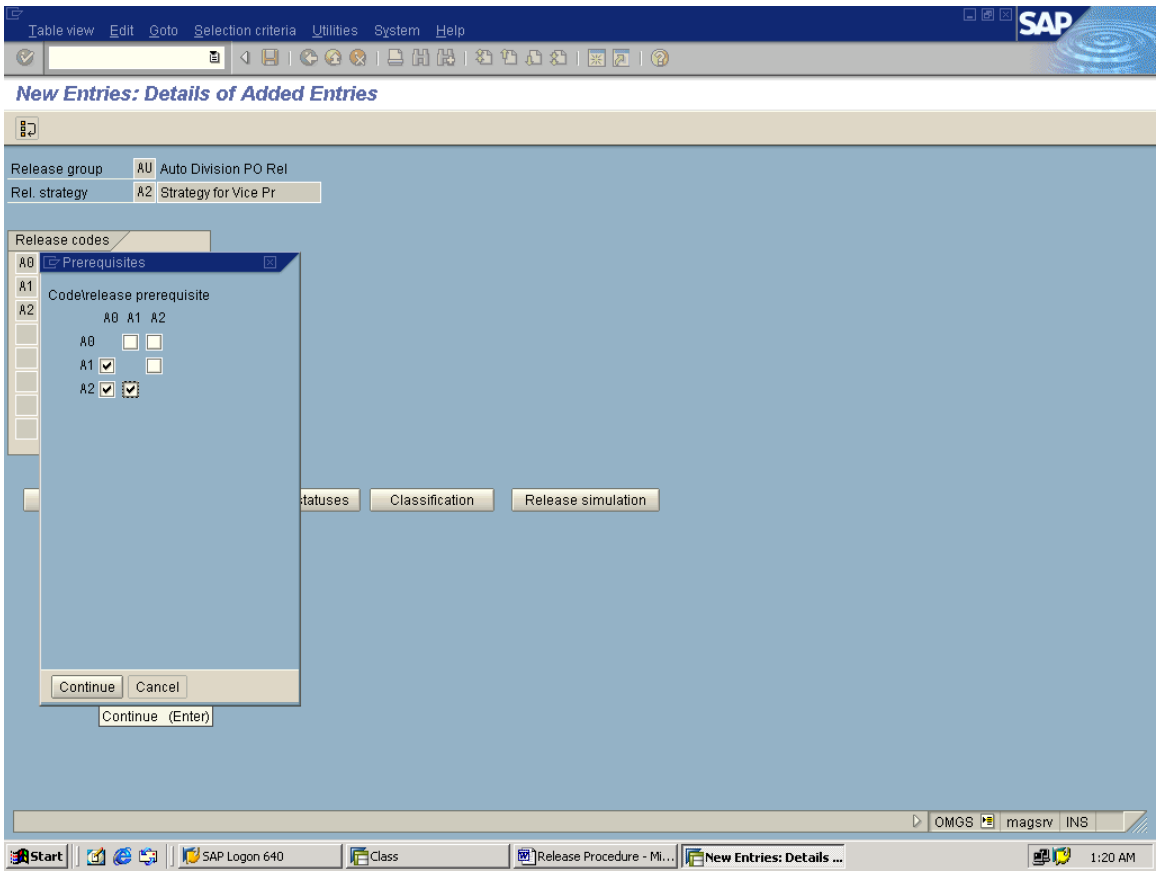 Table view Edit Goto Selection criteria Utilities System Help
SAP
New Entries: Details of Added Entries
Release group AU Auto Division PO Rel
Rel. strategy A2 Strategy for Vice Pr
Release codes
A0 Prerequisites
A1 Code\release prerequisite
A2 A0 A1 A2
A0
A1
A2
tatuses Classification Release simulation
Continue Cancel
Continue (Enter)
OMGS magsrv INS
Start SAP Logon 640 Class Release Procedure - Mi... New Entries: Details ... 1:20 AM